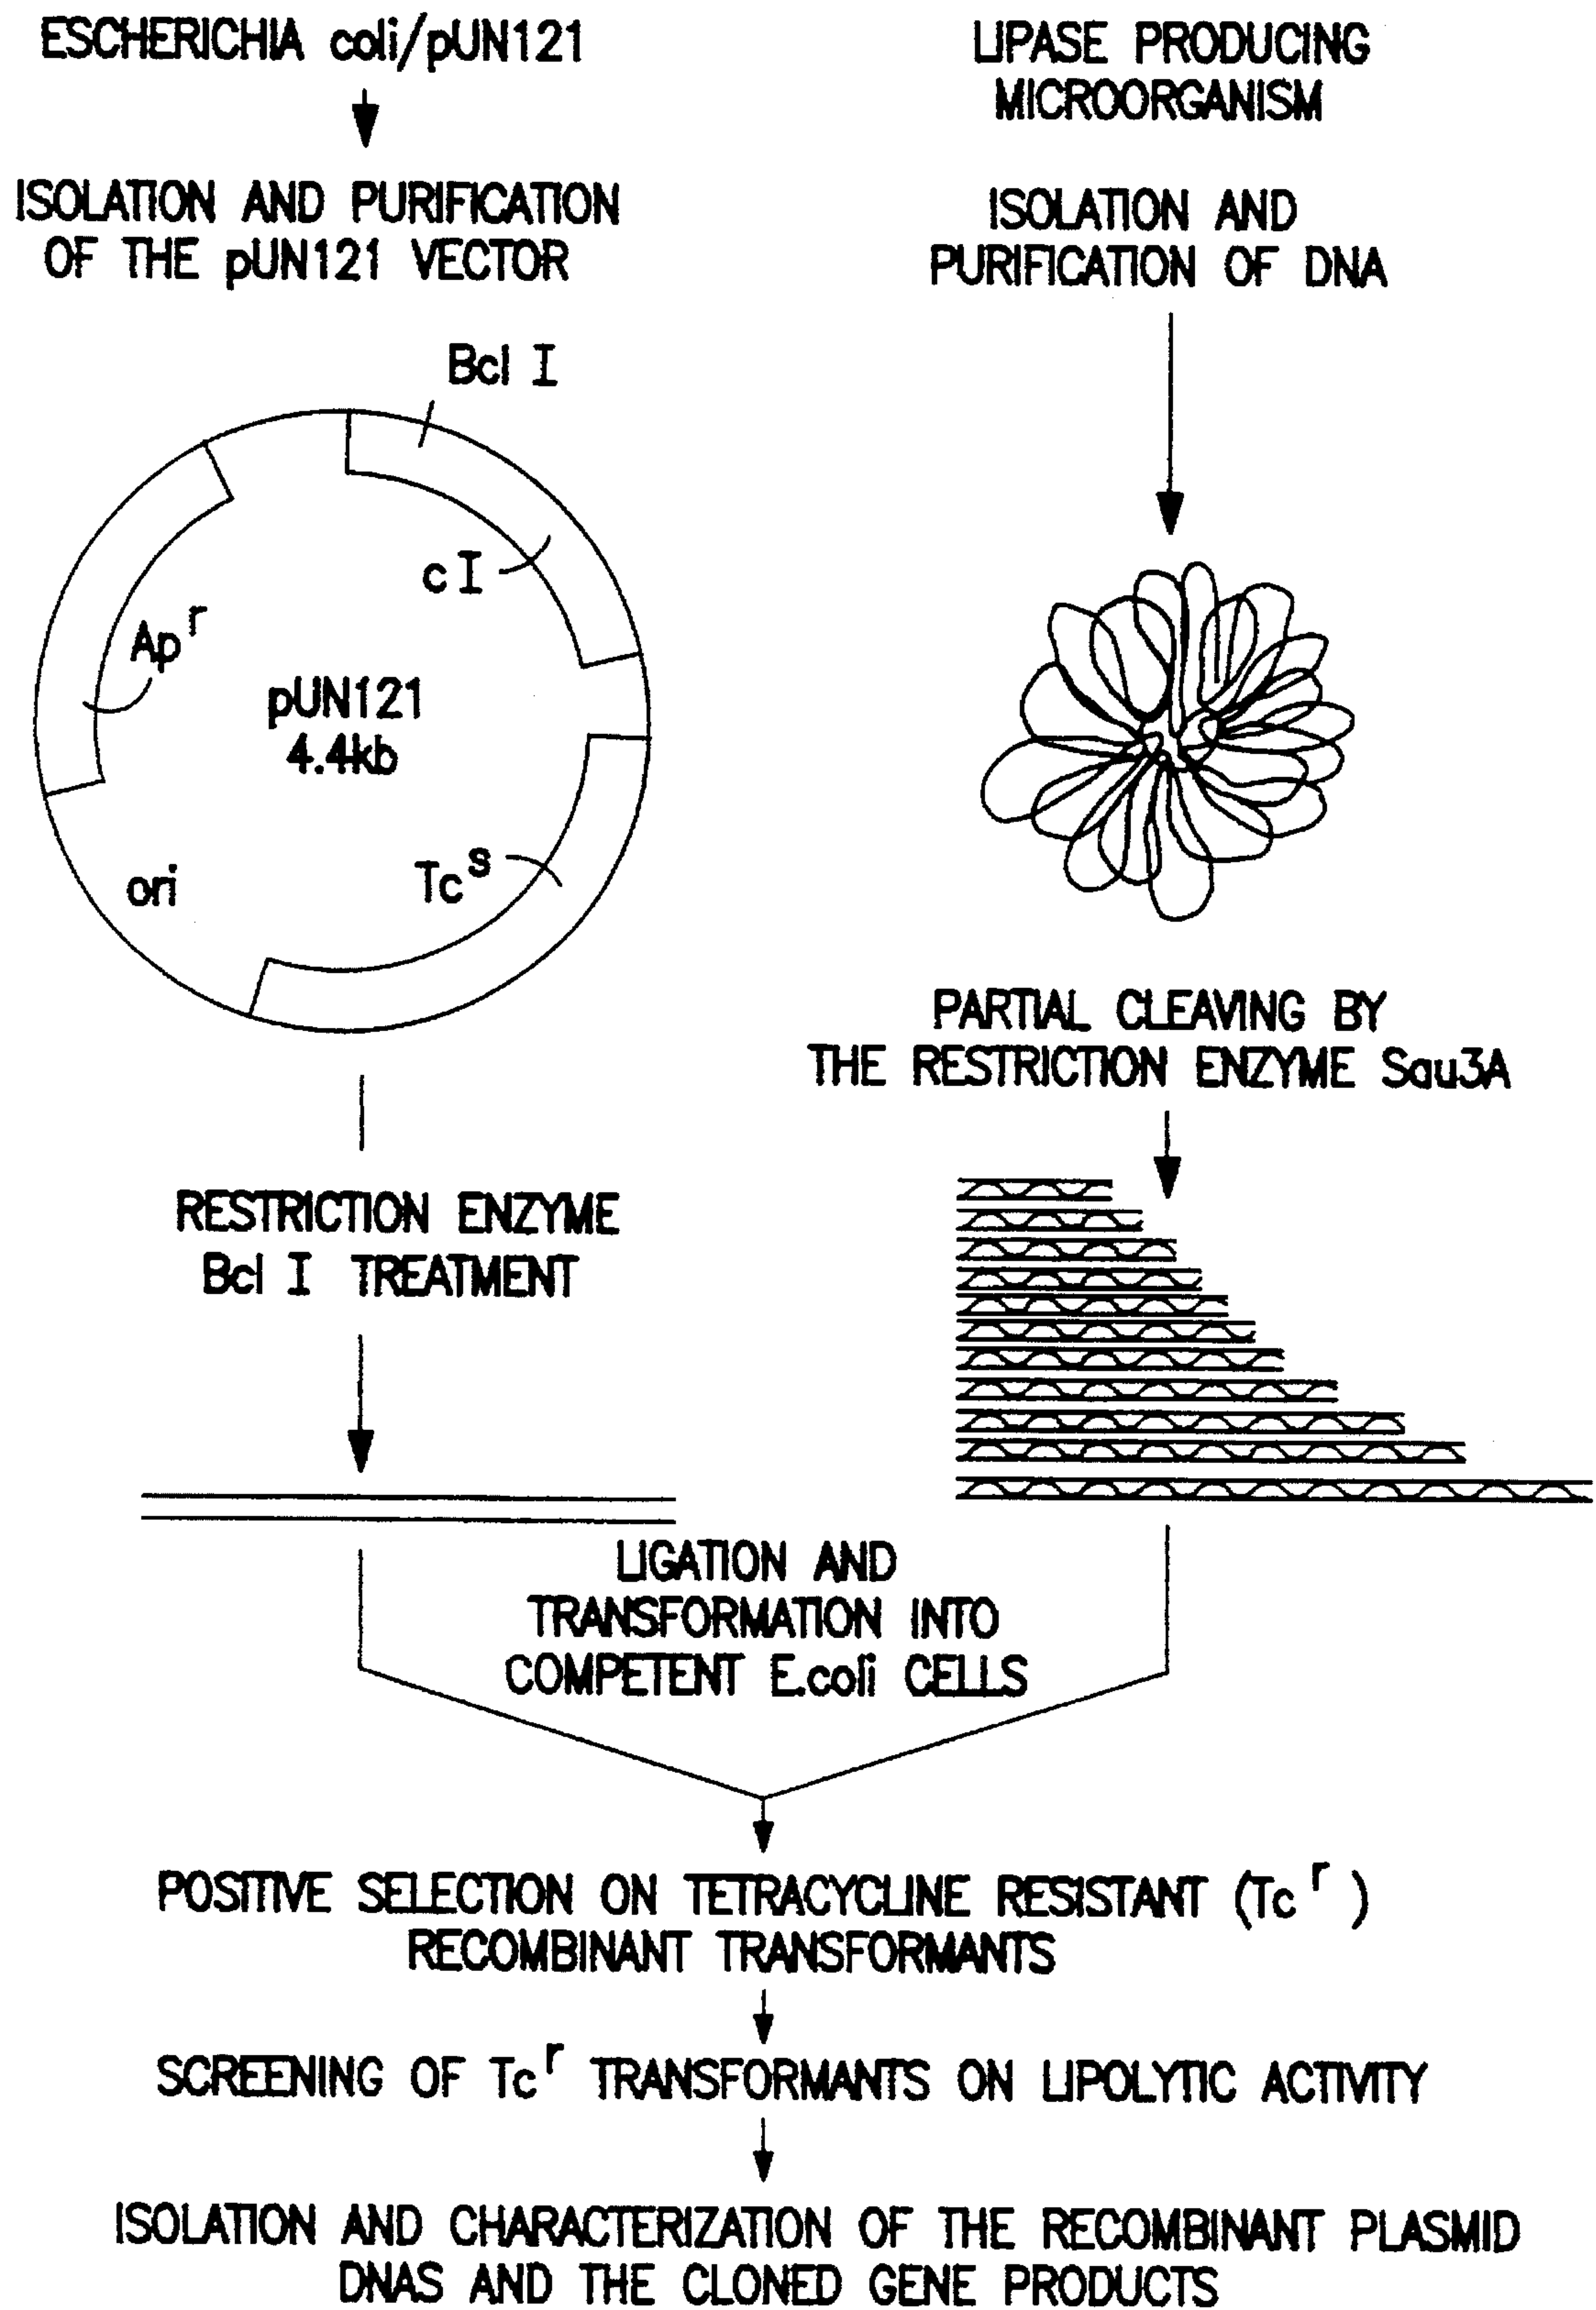 ESCHERICHIA coli/pUN121
ISOLATION AND PURIFICATION
OF THE pUN121 VECTOR
Bcl I
cI
Ap r
pUN121
4.4kb
Tc s
ori
RESTRICTION ENZYME
Bcl I TREATMENT
LIPASE PRODUCING
MICROORGANISM
ISOLATION AND
PURIFICATION OF DNA
PARTIAL CLEAVING BY
THE RESTRICTION ENZYME Sau3A
LIGATION AND
TRANSFORMATION INTO
COMPETENT E.coli CELLS
POSITIVE SELECTION ON TETRACYCLINE RESISTANT (Tc r )
RECOMBINANT TRANSFORMANTS
SCREENING OF Tc r TRANSFORMANTS ON LIPOLYTIC ACTIVITY
ISOLATION AND CHARACTERIZATION OF THE RECOMBINANT PLASMID
DNAS AND THE CLONED GENE PRODUCTS